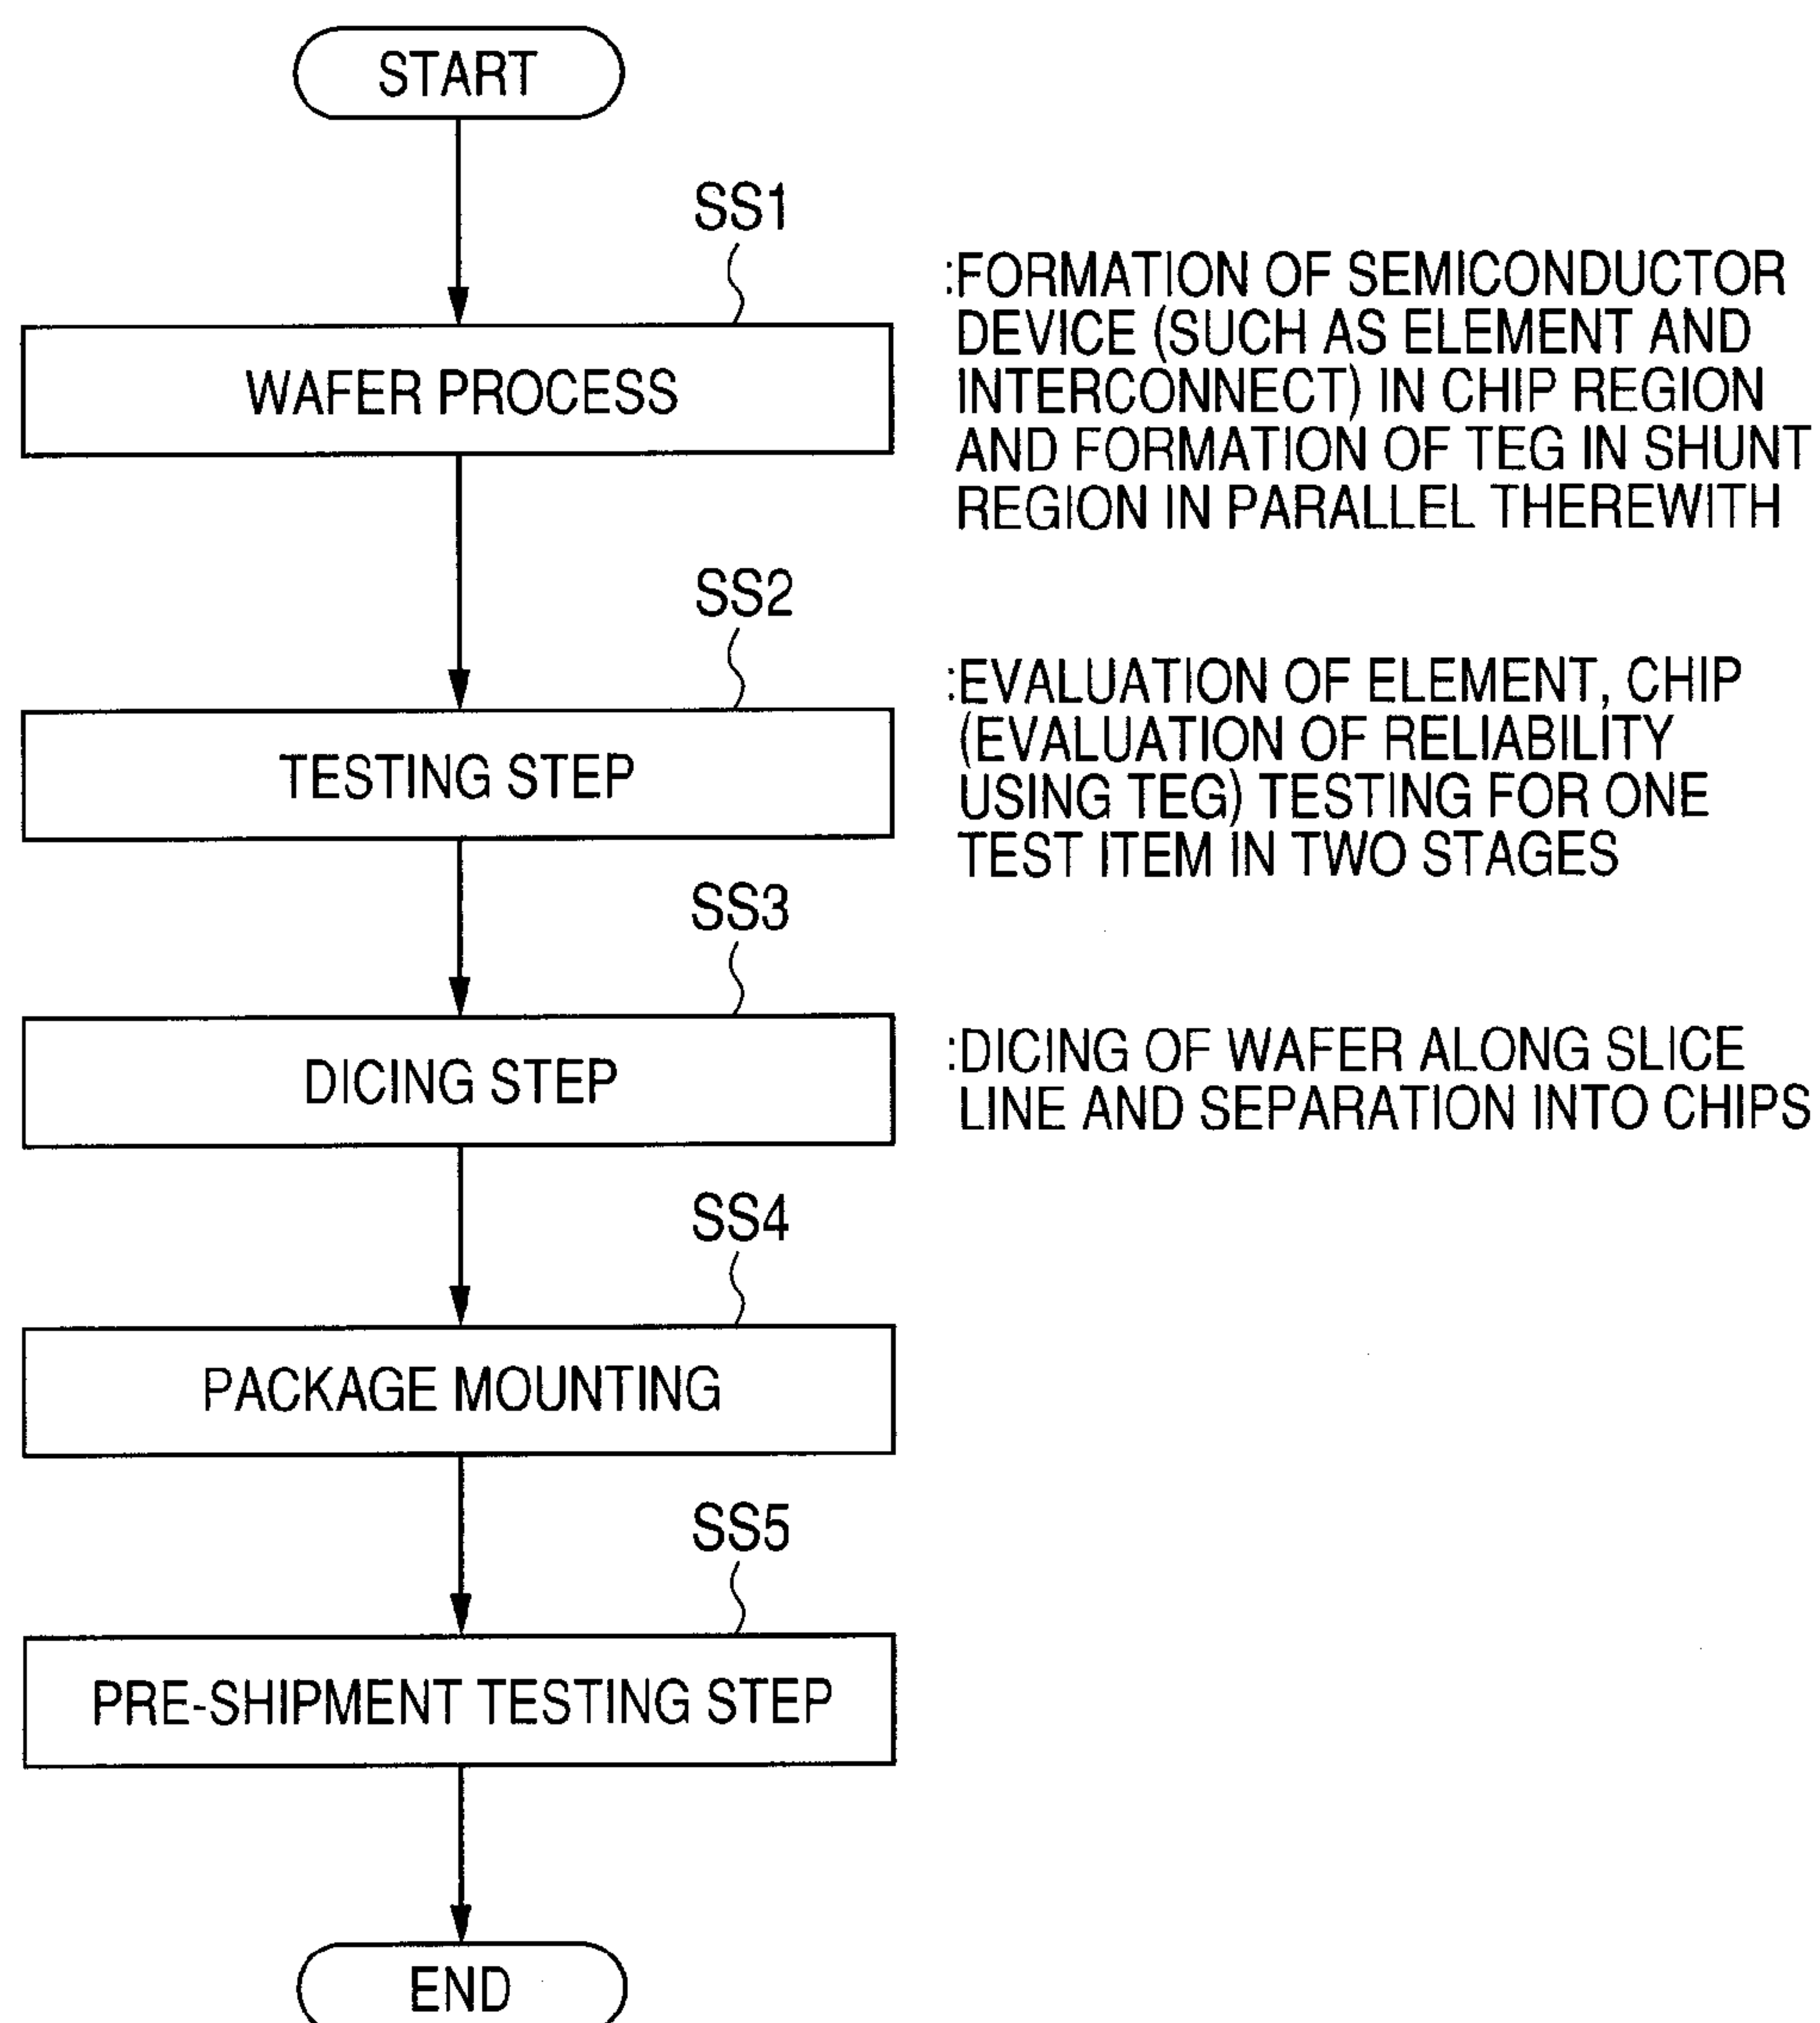 START
SS1
WAFER PROCESS
:FORMATION OF SEMICONDUCTOR
DEVICE (SUCH AS ELEMENT AND
INTERCONNECT) IN CHIP REGION
AND FORMATION OF TEG IN SHUNT
REGION IN PARALLEL THEREWITH
SS2
TESTING STEP
:EVALUATION OF ELEMENT, CHIP
(EVALUATION OF RELIABILITY
USING TEG) TESTING FOR ONE
TEST ITEM IN TWO STAGES
SS3
DICING STEP
:DICING OF WAFER ALONG SLICE
LINE AND SEPARATION INTO CHIPS
SS4
PACKAGE MOUNTING
SS5
PRE-SHIPMENT TESTING STEP
END